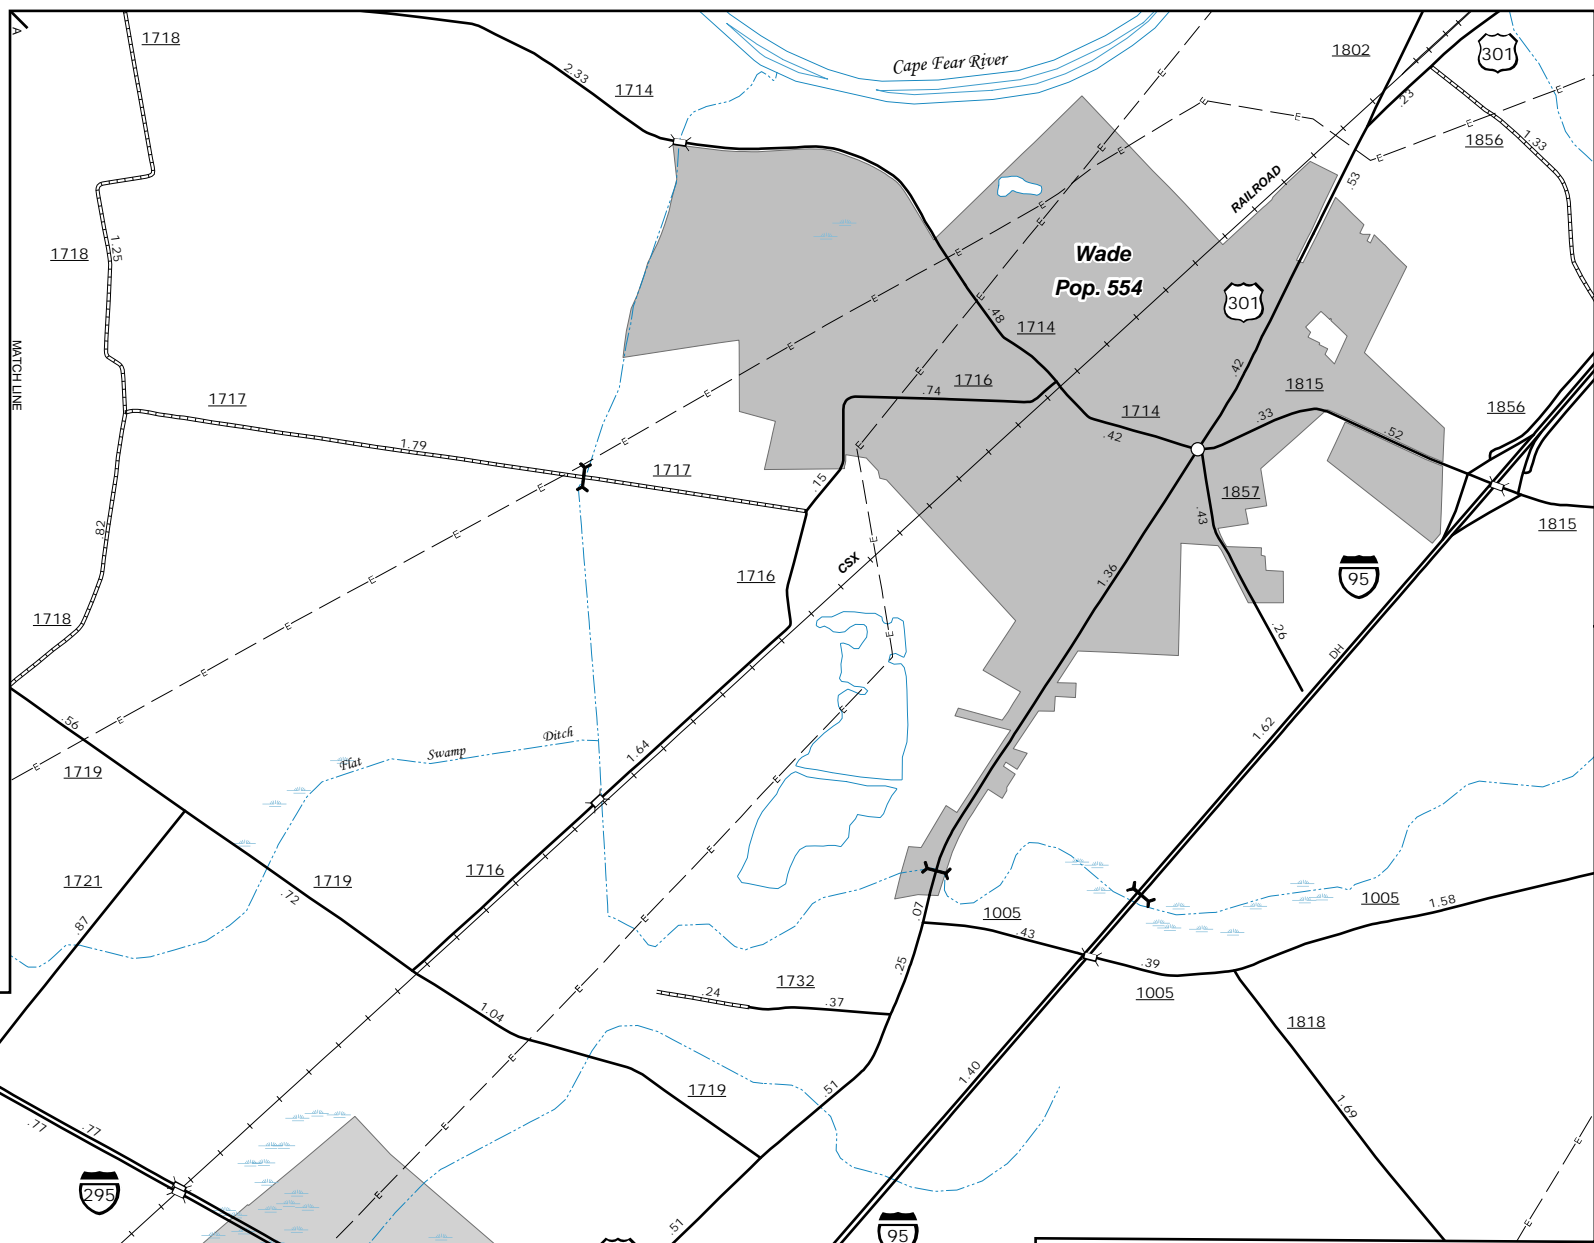 A
1718
2.33
1714
Cape Fear River
E
1802
301
.23
E
E
E
E
1856
1.33
E
E
E
.53
RAILROAD
E
E
1718
1.25
E
Wade
Pop. 554
E
E
.48
301
1714
E
MATCH LINE
E
.42
1716
1815
.74
E
1717
1714
1856
.33
.42
.52
1.79
E
E
1717
.15
E
1857
.43
1815
.82
E
E
CSX
1.36
95
1716
E
1718
E
E
.26
DH
E
E
.56
E
1.62
Flat Swamp Ditch
1.64
E
1719
E
E
1716
1721
1719
.72
1005
1.58
.87
E
.07
1005
.43
.25
.39
1732
.24
.37
1005
E
1.04
1818
E
1.40
1719
.51
1.69
.77
.77
E
E
295
E
.51
95
E